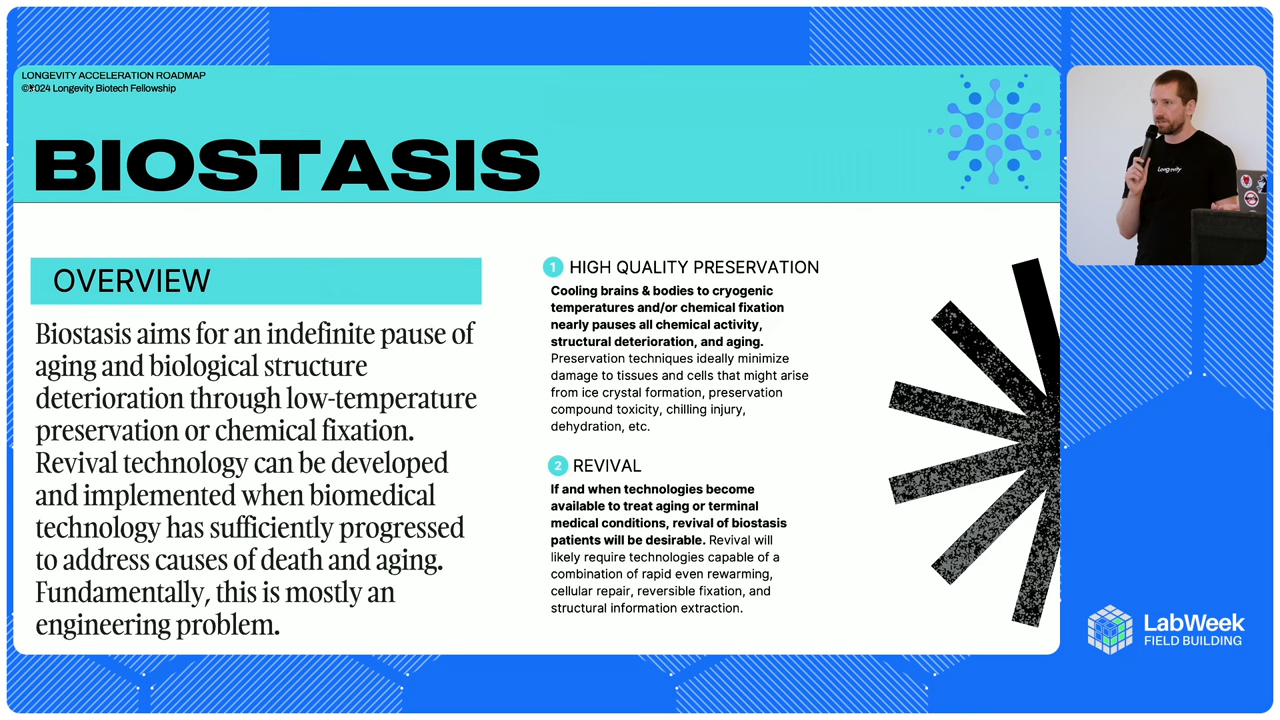 LONGEVITY ACCELERATION ROADMAP
©2024 Longevity Biotech Fellowship
BIOSTASIS
OVERVIEW
Biostasis aims for an indefinite pause of
aging and biological structure
deterioration through low-temperature
preservation or chemical fixation.
Revival technology can be developed
and implemented when biomedical
technology has sufficiently progressed
to address causes of death and aging.
Fundamentally, this is mostly an
engineering problem.
1 HIGH QUALITY PRESERVATION
Cooling brains & bodies to cryogenic
temperatures and/or chemical fixation
nearly pauses all chemical activity,
structural deterioration, and aging.
Preservation techniques ideally minimize
damage to tissues and cells that might arise
from ice crystal formation, preservation
compound toxicity, chilling injury,
dehydration, etc.
2 REVIVAL
If and when technologies become
available to treat aging or terminal
medical conditions, revival of biostasis
patients will be desirable. Revival will
likely require technologies capable of a
combination of rapid even rewarming,
cellular repair, reversible fixation, and
structural information extraction.
Longevity
LabWeek
FIELD BUILDING